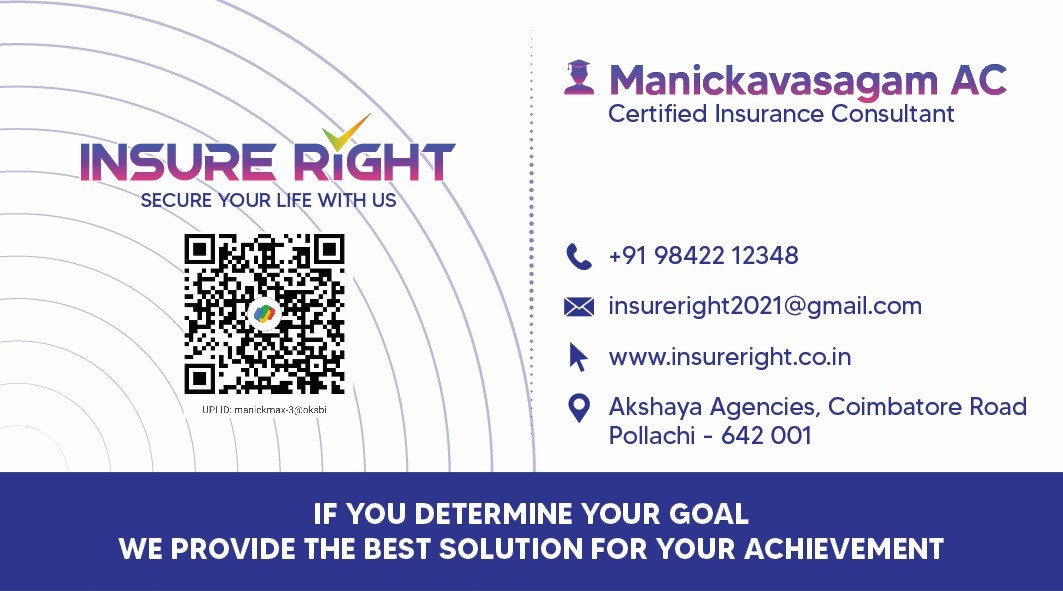 INSURE RIGHT
SECURE YOUR LIFE WITH US
UPI ID: manickmax-3@oksbi
Manickavasagam AC
Certified Insurance Consultant
+91 98422 12348
insureright2021@gmail.com
www.insureright.co.in
Akshaya Agencies, Coimbatore Road
Pollachi - 642 001
IF YOU DETERMINE YOUR GOAL
WE PROVIDE THE BEST SOLUTION FOR YOUR ACHIEVEMENT